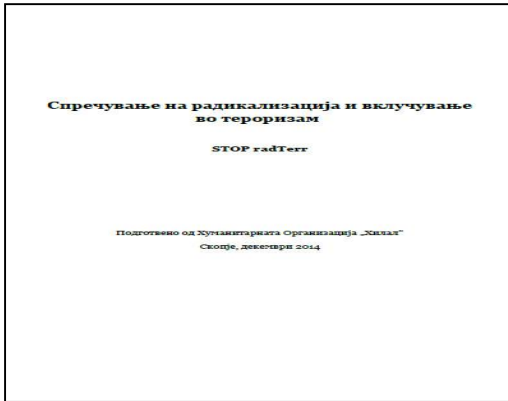 Спречување на радикализација и вклучување
во тероризам
STOP radTerr
Подготвено од Хуманитарната Организација „Хилал“
Скопје, декември 2014